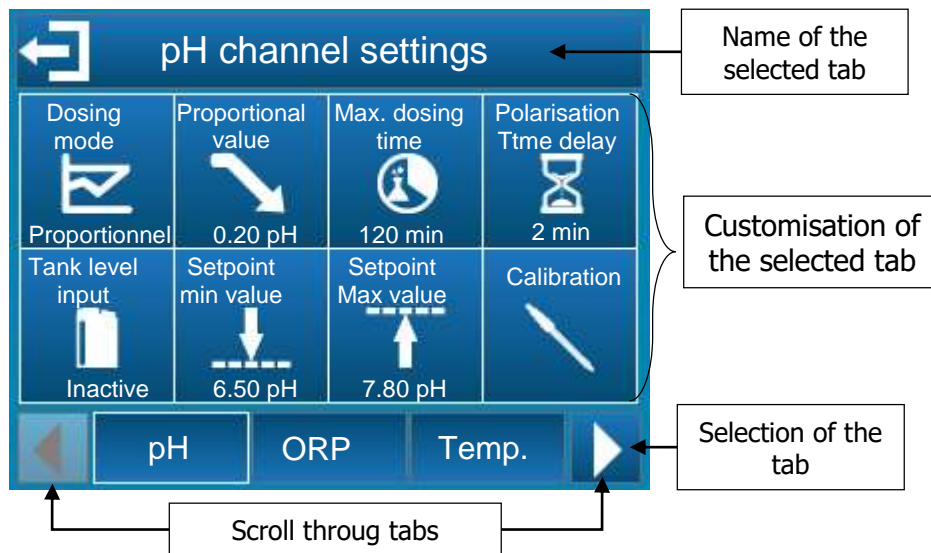 pH channel settings
Name of the
selected tab
Dosing
mode
Proportionnel
Proportional
value
0.20 pH
Max. dosing
time
120 min
Polarisation
Ttme delay
2 min
Tank level
input
Inactive
Setpoint
min value
6.50 pH
Setpoint
Max value
7.80 pH
Calibration
Customisation of
the selected tab
pH
ORP
Temp.
Selection of the
tab
Scroll throug tabs